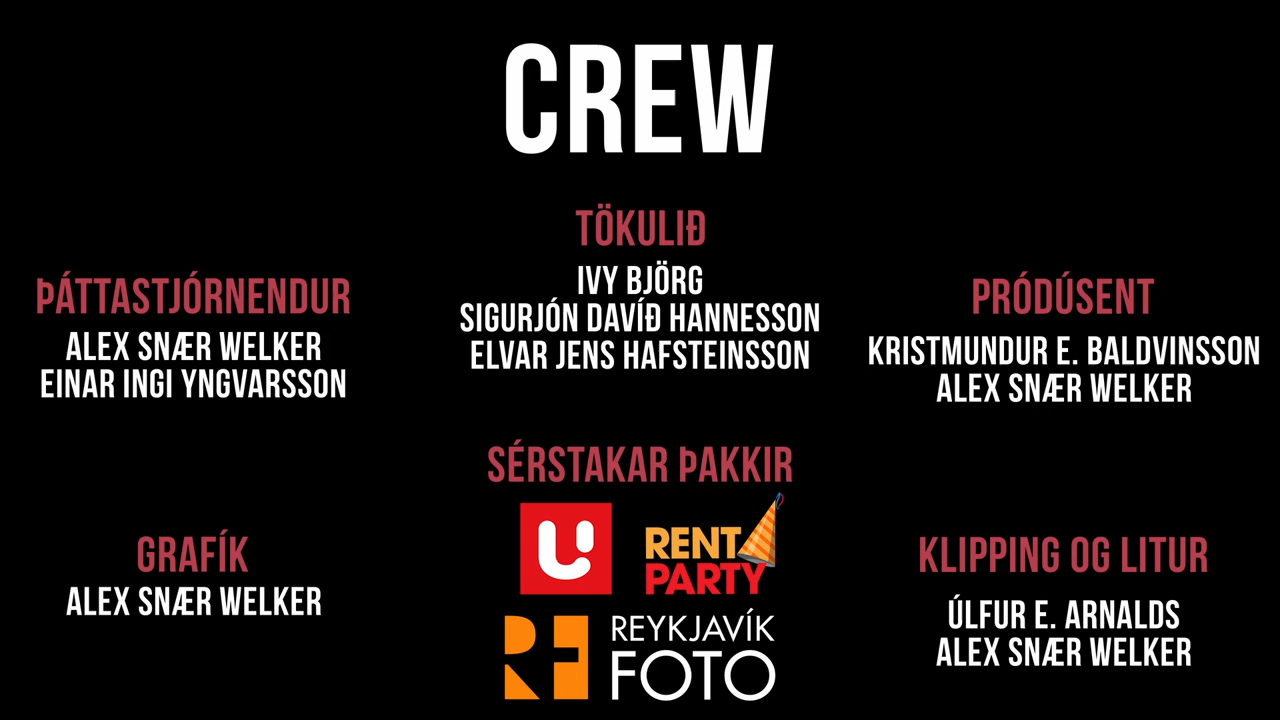 CREW
ÞÁTTASTJÓRNENDUR
ALEX SNÆR WELKER
EINAR INGI YNGVARSSON
TÖKULIÐ
IVY BJÖRG
SIGURJÓN DAVÍÐ HANNESSON
ELVAR JENS HAFSTEINSSON
PRÓDÚSENT
KRISTMUNDUR E. BALDVINSSON
ALEX SNÆR WELKER
GRAFÍK
ALEX SNÆR WELKER
SÉRSTAKAR ÞAKKIR
U
RENT A
PARTY
RF
REYKJAVÍK
FOTO
KLIPPING OG LITUR
ÚLFUR E. ARNALDS
ALEX SNÆR WELKER